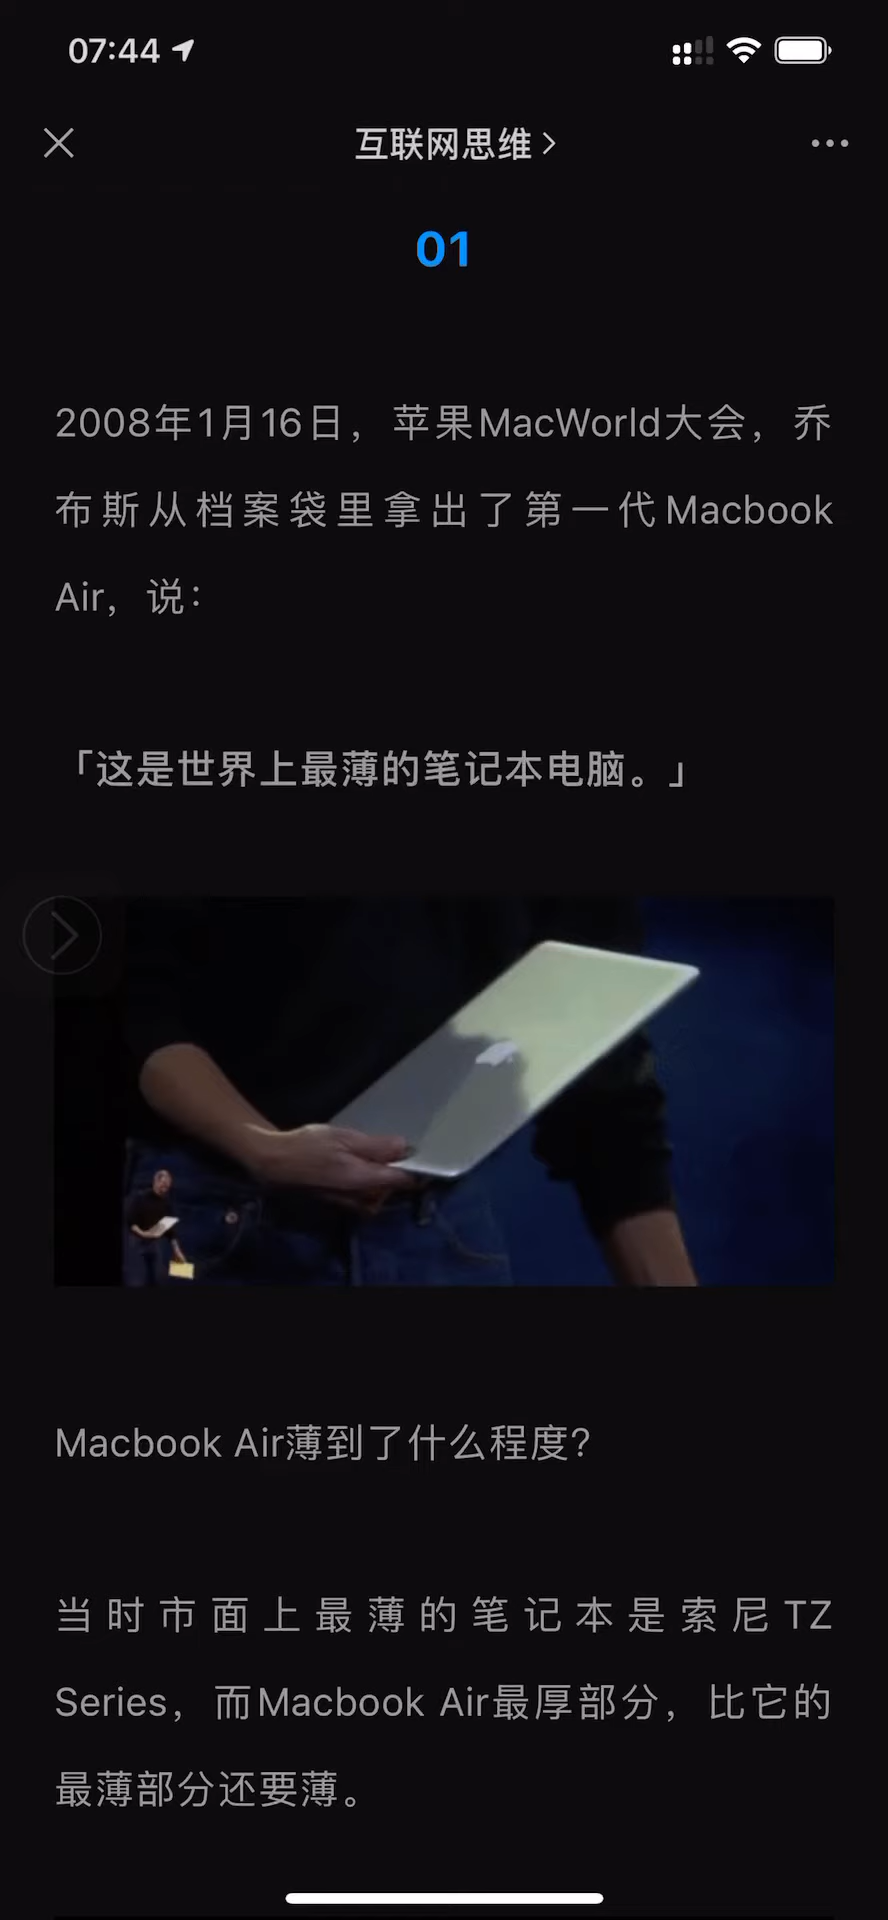 07:44
互联网思维
01
2008年1月16日，苹果MacWorld大会，乔
布斯从档案袋里拿出了第一代Macbook
Air，说：
「这是世界上最薄的笔记本电脑。」
Macbook Air薄到了什么程度？
当时市面上最薄的笔记本是索尼TZ
Series，而Macbook Air最厚部分，比它的
最薄部分还要薄。